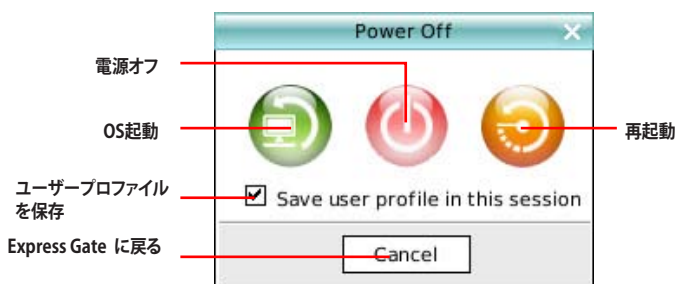 Power Off
電源オフ
OS起動
再起動
ユーザープロファイル
を保存
Save user profile in this session
Express Gate に戻る
Cancel